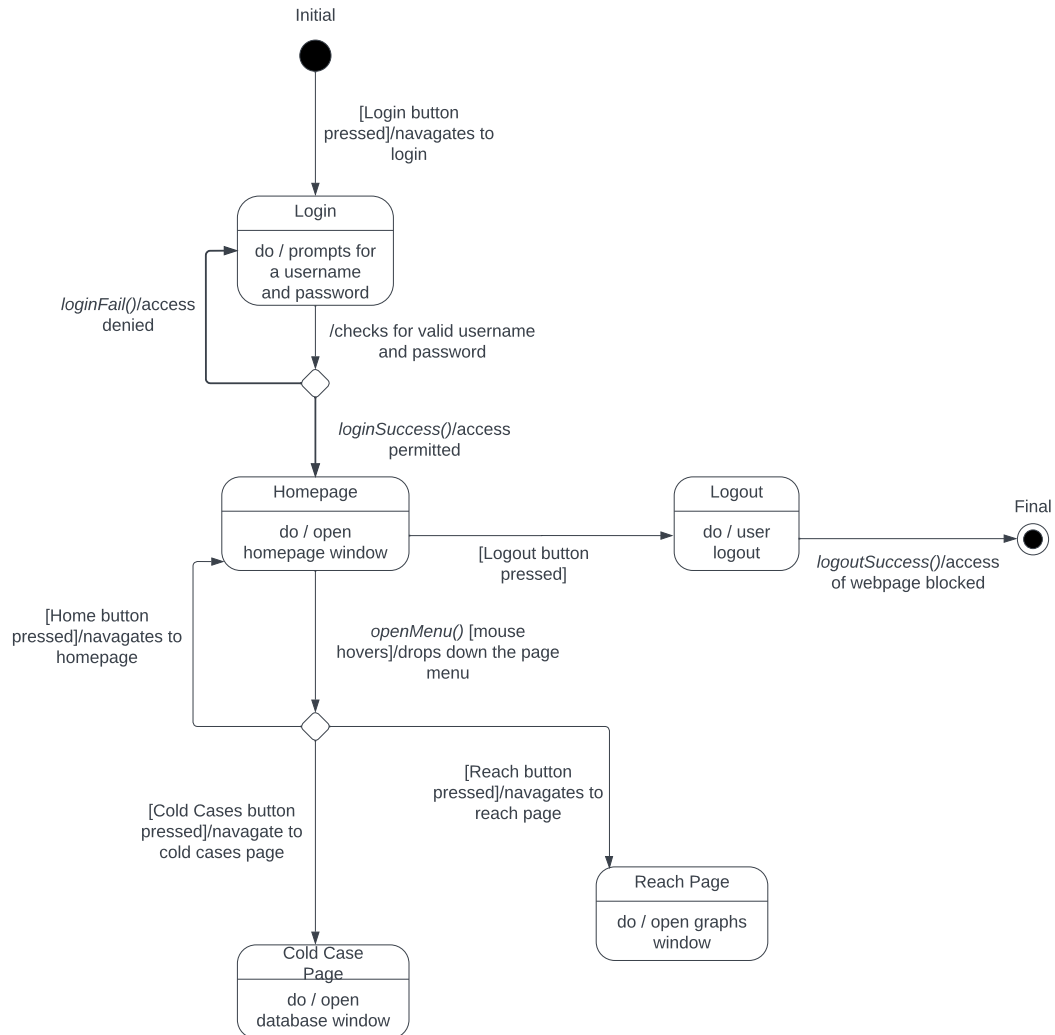 Initial
[Login button
pressed]/navagates to
login
Login
do / prompts for
a username
and password
loginFail()/access
denied
/checks for valid username
and password
loginSuccess()/access
permitted
Homepage
do / open
homepage window
[Logout button
pressed]
Logout
do / user
logout
Final
logoutSuccess()/access
of webpage blocked
[Home button
pressed]/navagates to
homepage
openMenu() [mouse
hovers]/drops down the page
menu
[Reach button
pressed]/navagates to
reach page
[Cold Cases button
pressed]/navagate to
cold cases page
Reach Page
do / open graphs
window
Cold Case
Page
do / open
database window